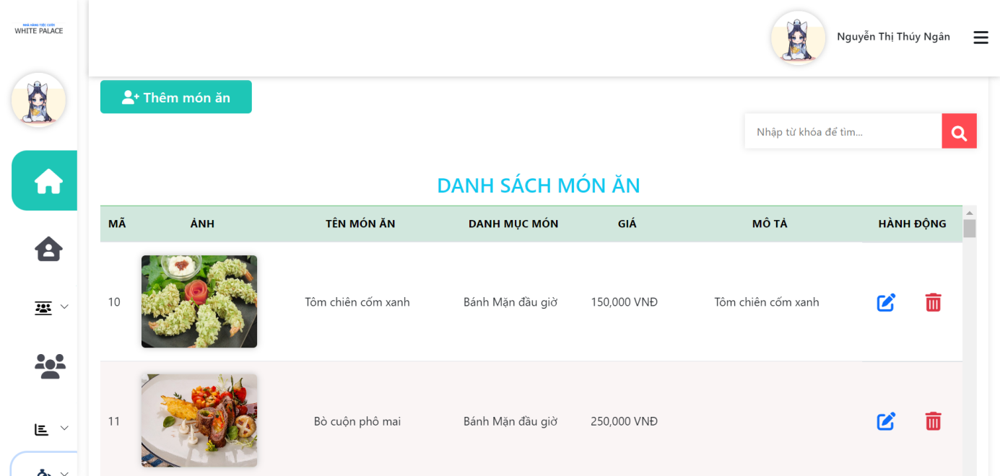 NHÀ HÀNG TIỆC CƯỚI
WHITE PALACE
Nguyễn Thị Thúy Ngân
Thêm món ăn
Nhập từ khóa để tìm...
DANH SÁCH MÓN ĂN
MÃ ẢNH TÊN MÓN ĂN DANH MỤC MÓN GIÁ MÔ TẢ HÀNH ĐỘNG
10 Tôm chiên cốm xanh Bánh Mặn đầu giờ 150,000 VNĐ Tôm chiên cốm xanh
11 Bò cuộn phô mai Bánh Mặn đầu giờ 250,000 VNĐ